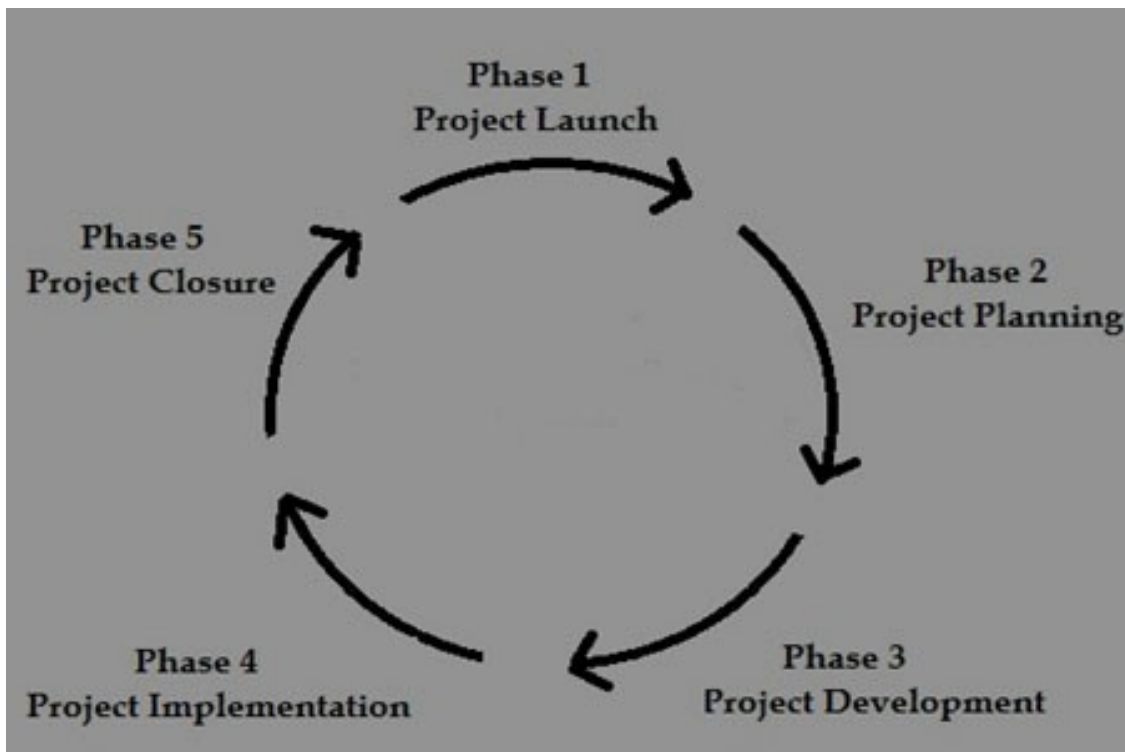 Phase 1
Project Launch
Phase 2
Project Planning
Phase 3
Project Development
Phase 4
Project Implementation
Phase 5
Project Closure